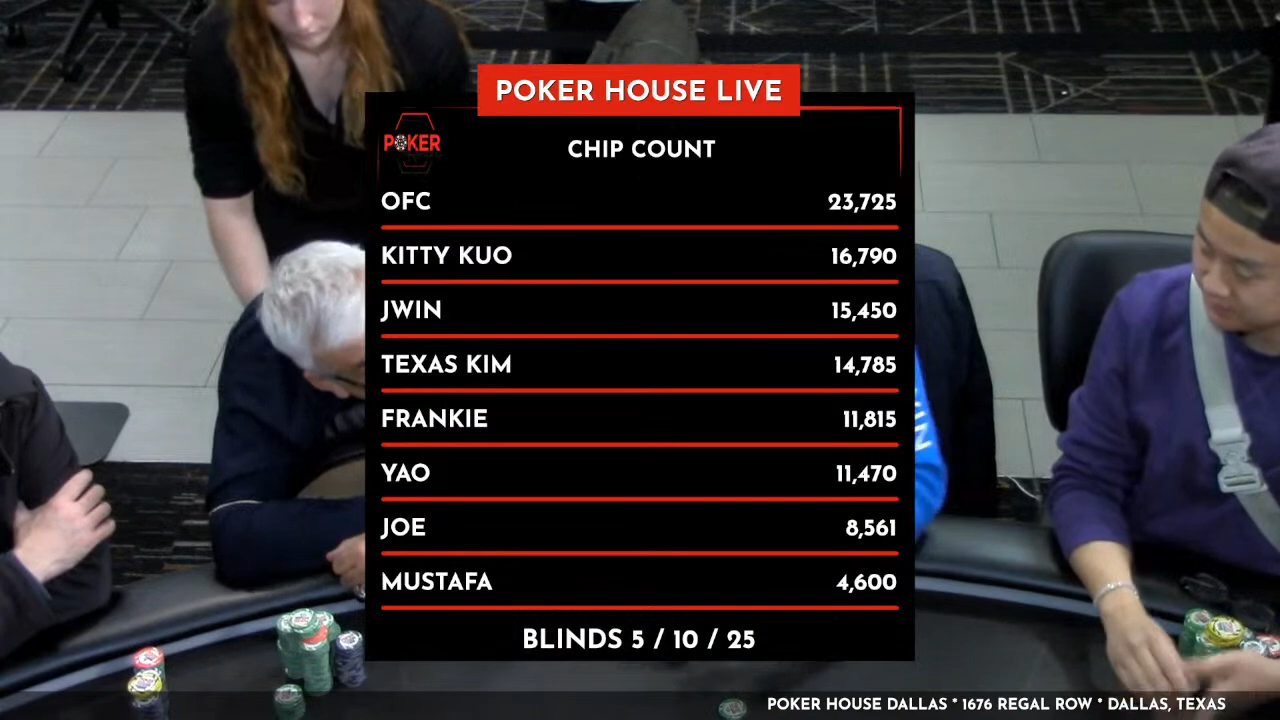 POKER HOUSE LIVE
POKER
CHIP COUNT
OFC 23,725
KITTY KUO 16,790
JWIN 15,450
TEXAS KIM 14,785
FRANKIE 11,815
YAO 11,470
JOE 8,561
MUSTAFA 4,600
BLINDS 5 / 10 / 25
POKER HOUSE DALLAS * 1676 REGAL ROW * DALLAS, TEXAS